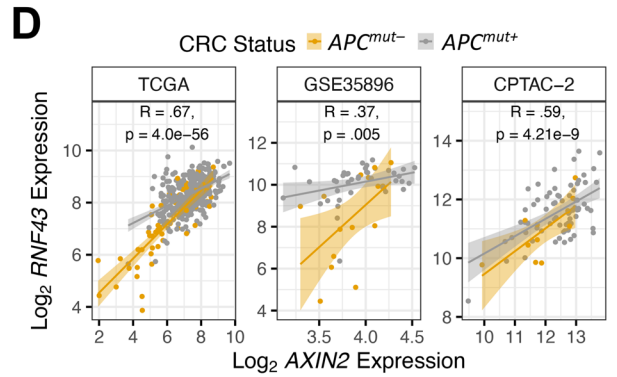 D
CRC Status APCmut− APCmut+
TCGA GSE35896 CPTAC−2
R = .67, R = .37, R = .59,
p = 4.0e−56 p = .005 p = 4.21e−9
Log2 RNF43 Expression
10
8
6
4
12
10
8
6
4
14
12
10
8
2 4 6 8 10 3.5 4.0 4.5 10 11 12 13
Log2 AXIN2 Expression